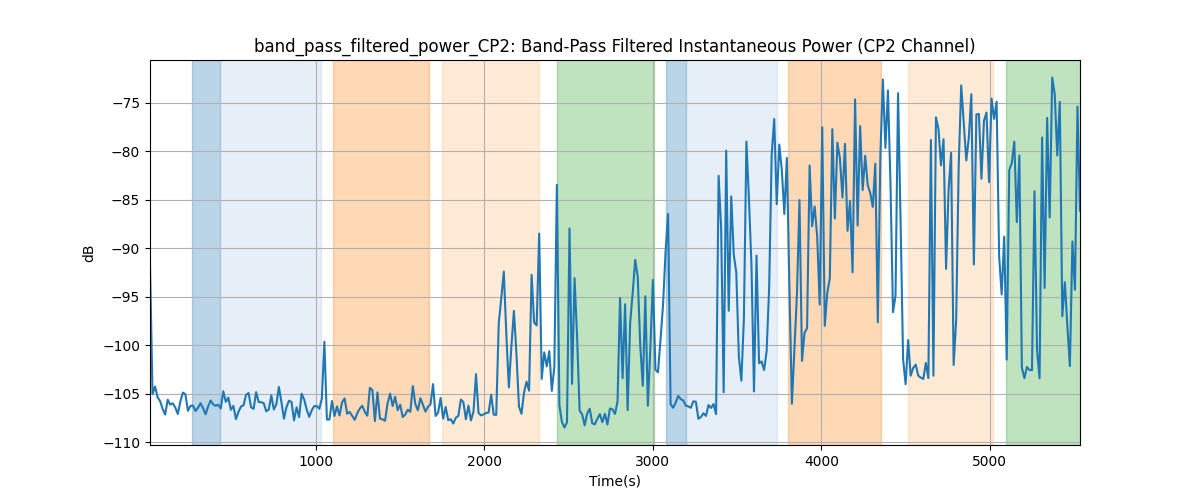 band_pass_filtered_power_CP2: Band-Pass Filtered Instantaneous Power (CP2 Channel)
−75
−80
−85
−90
−95
−100
−105
−110
dB
1000 2000 3000 4000 5000
Time(s)